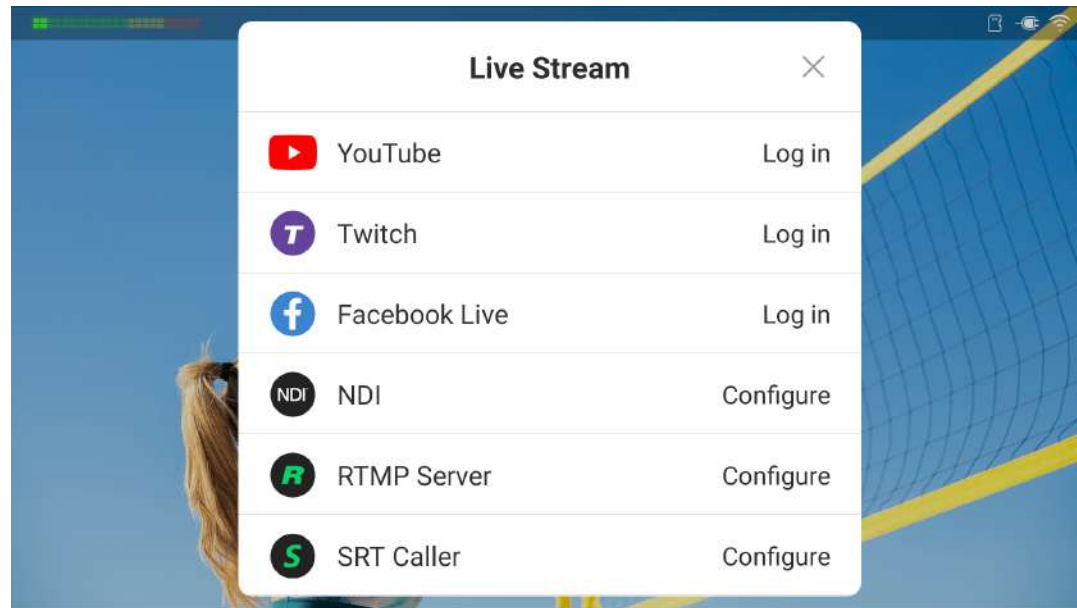 Live Stream
YouTube Log in
T Twitch Log in
f Facebook Live Log in
NDI NDI Configure
R RTMP Server Configure
S SRT Caller Configure